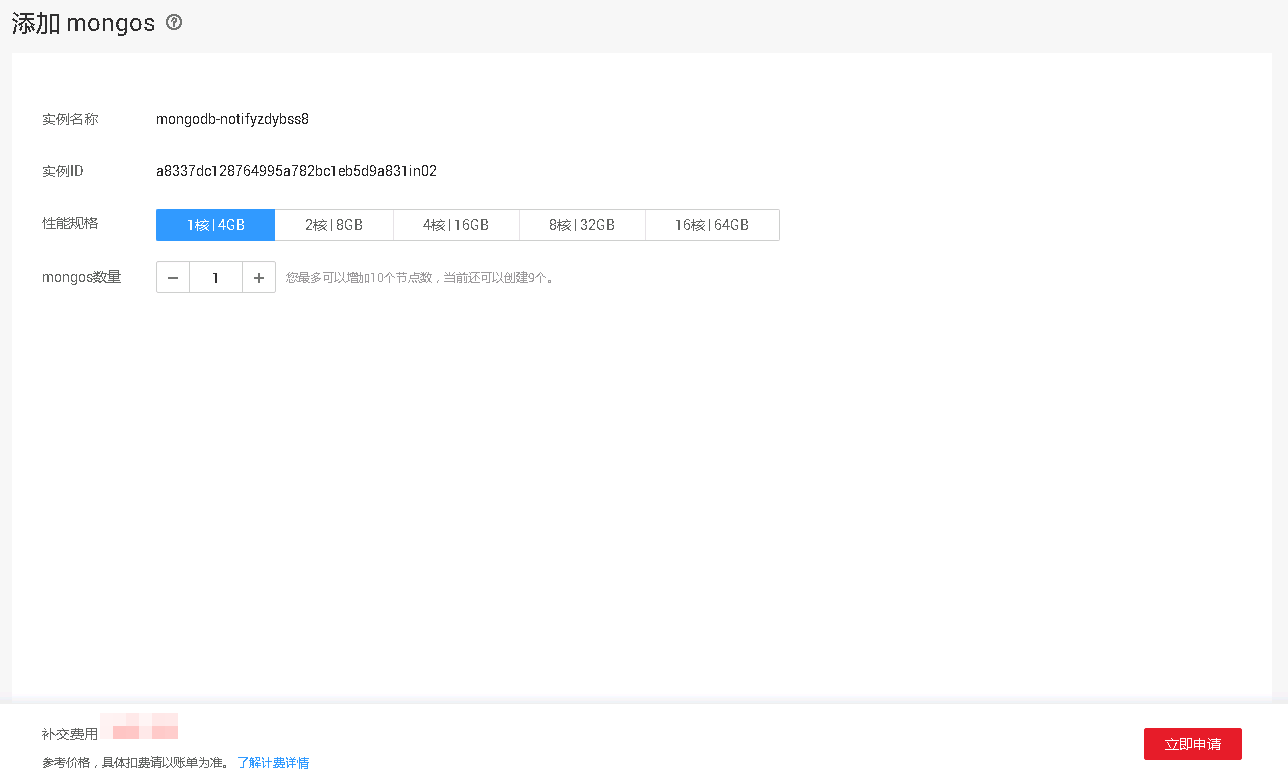 添加 mongos
实例名称 mongodb-notifyzdybss8
实例ID a8337dc128764995a782bc1eb5d9a831in02
性能规格 1核 | 4GB 2核 | 8GB 4核 | 16GB 8核 | 32GB 16核 | 64GB
mongos数量 － 1 + 您最多可以增加10个节点数，当前还可以创建9个。
补交费用
立即申请
参考价格，具体扣费请以账单为准。 了解计费详情